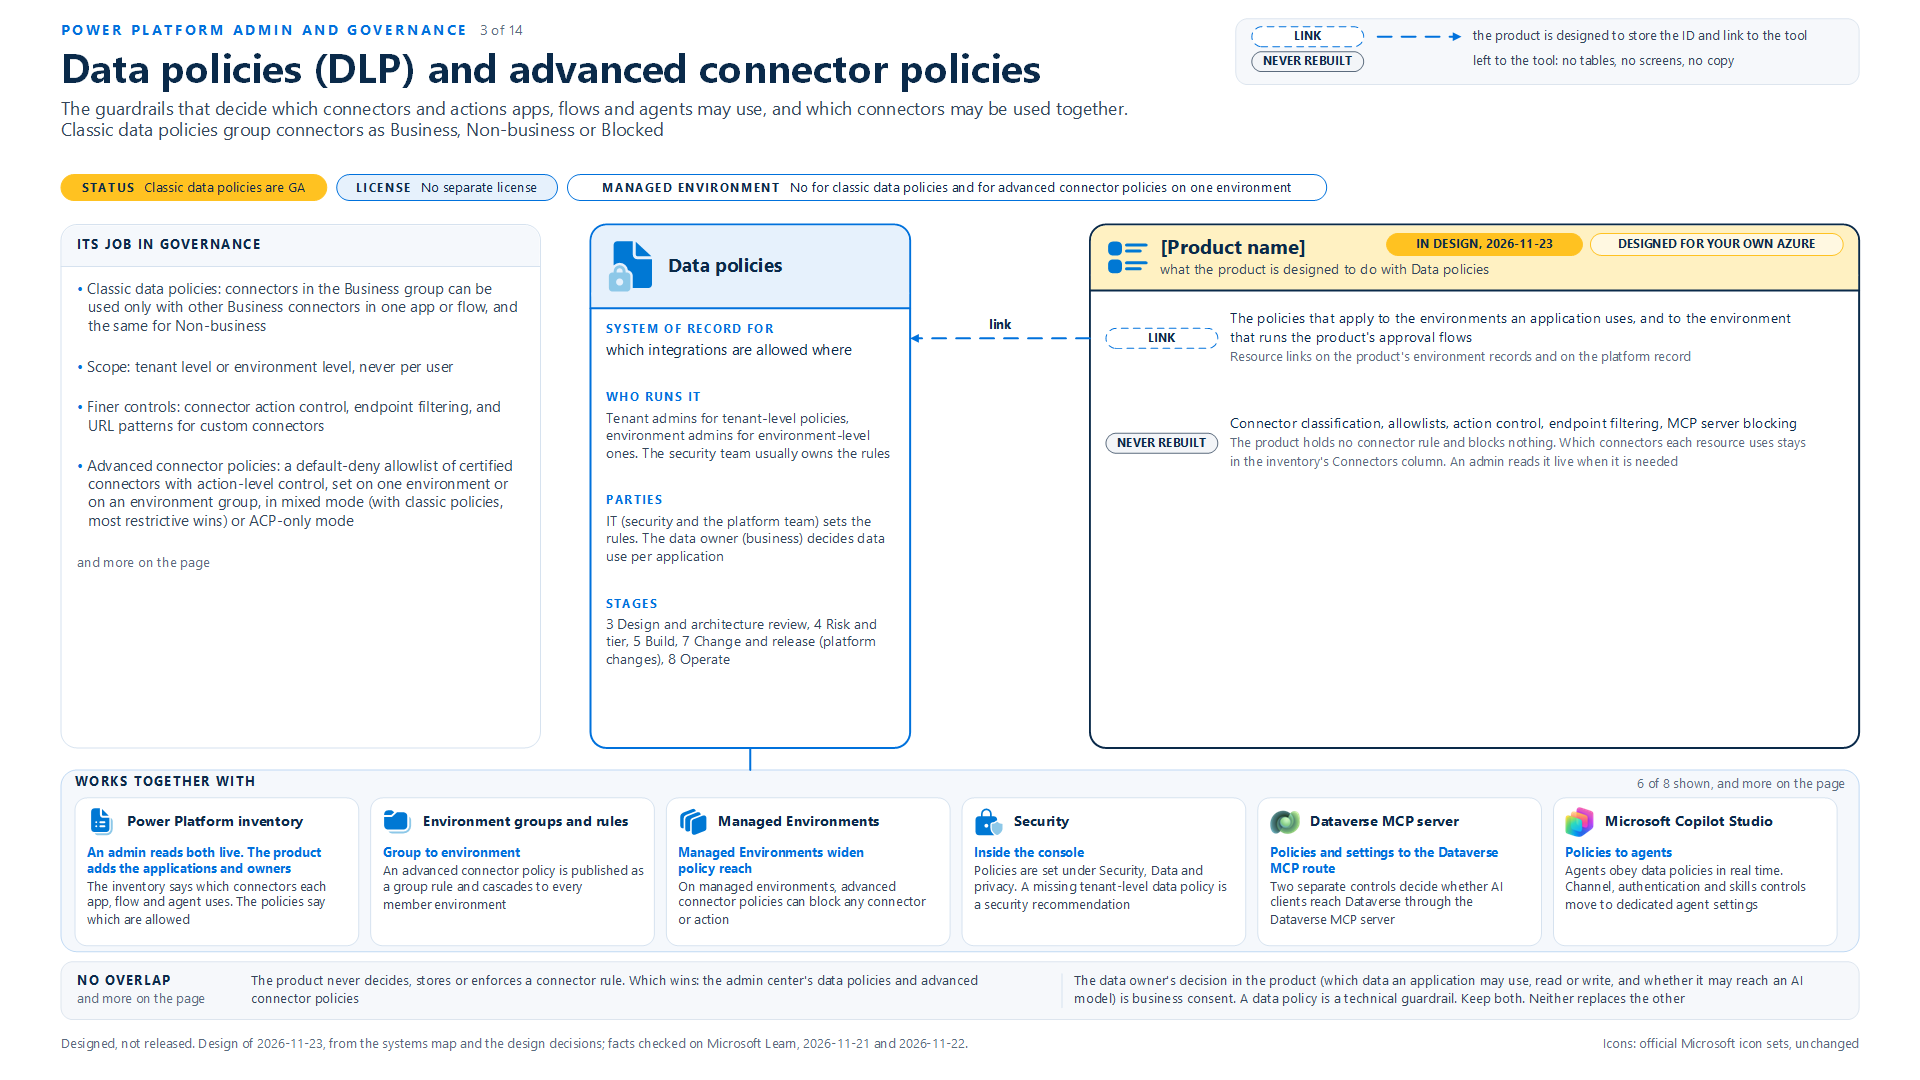 POWER PLATFORM ADMIN AND GOVERNANCE 3 of 14
Data policies (DLP) and advanced connector policies
The guardrails that decide which connectors and actions apps, flows and agents may use, and which connectors may be used together.
Classic data policies group connectors as Business, Non-business or Blocked
LINK the product is designed to store the ID and link to the tool
NEVER REBUILT left to the tool: no tables, no screens, no copy
STATUS Classic data policies are GA
LICENSE No separate license
MANAGED ENVIRONMENT No for classic data policies and for advanced connector policies on one environment
ITS JOB IN GOVERNANCE
• Classic data policies: connectors in the Business group can be
used only with other Business connectors in one app or flow, and
the same for Non-business
• Scope: tenant level or environment level, never per user
• Finer controls: connector action control, endpoint filtering, and
URL patterns for custom connectors
• Advanced connector policies: a default-deny allowlist of certified
connectors with action-level control, set on one environment or
on an environment group, in mixed mode (with classic policies,
most restrictive wins) or ACP-only mode
and more on the page
Data policies
SYSTEM OF RECORD FOR
which integrations are allowed where
WHO RUNS IT
Tenant admins for tenant-level policies,
environment admins for environment-level
ones. The security team usually owns the rules
PARTIES
IT (security and the platform team) sets the
rules. The data owner (business) decides data
use per application
STAGES
3 Design and architecture review, 4 Risk and
tier, 5 Build, 7 Change and release (platform
changes), 8 Operate
link
[Product name]
IN DESIGN, 2026-11-23
DESIGNED FOR YOUR OWN AZURE
what the product is designed to do with Data policies
LINK
The policies that apply to the environments an application uses, and to the environment
that runs the product's approval flows
Resource links on the product's environment records and on the platform record
NEVER REBUILT
Connector classification, allowlists, action control, endpoint filtering, MCP server blocking
The product holds no connector rule and blocks nothing. Which connectors each resource uses stays
in the inventory's Connectors column. An admin reads it live when it is needed
WORKS TOGETHER WITH
6 of 8 shown, and more on the page
Power Platform inventory
An admin reads both live. The product
adds the applications and owners
The inventory says which connectors each
app, flow and agent uses. The policies say
which are allowed
Environment groups and rules
Group to environment
An advanced connector policy is published as
a group rule and cascades to every
member environment
Managed Environments
Managed Environments widen
policy reach
On managed environments, advanced
connector policies can block any connector
or action
Security
Inside the console
Policies are set under Security, Data and
privacy. A missing tenant-level data policy is
a security recommendation
Dataverse MCP server
Policies and settings to the Dataverse
MCP route
Two separate controls decide whether AI
clients reach Dataverse through the
Dataverse MCP server
Microsoft Copilot Studio
Policies to agents
Agents obey data policies in real time.
Channel, authentication and skills controls
move to dedicated agent settings
NO OVERLAP
and more on the page
The product never decides, stores or enforces a connector rule. Which wins: the admin center's data policies and advanced
connector policies
The data owner's decision in the product (which data an application may use, read or write, and whether it may reach an AI
model) is business consent. A data policy is a technical guardrail. Keep both. Neither replaces the other
Designed, not released. Design of 2026-11-23, from the systems map and the design decisions; facts checked on Microsoft Learn, 2026-11-21 and 2026-11-22.
Icons: official Microsoft icon sets, unchanged